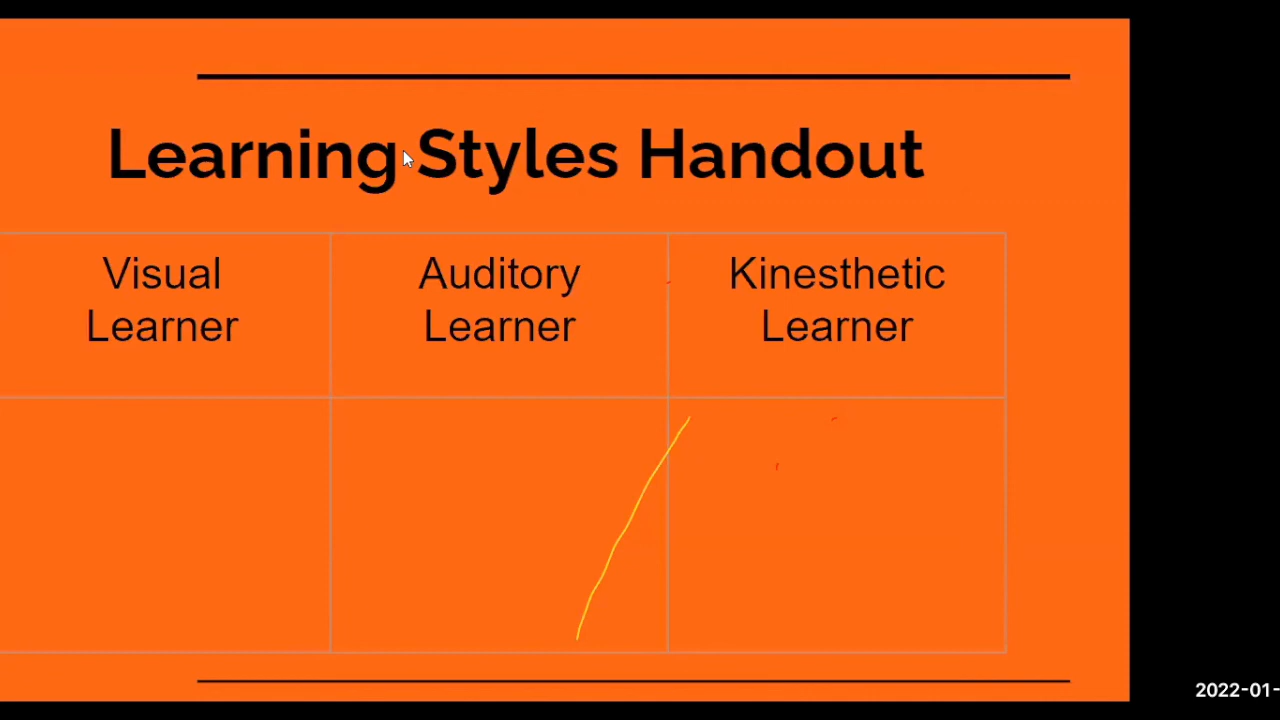 Learning Styles Handout
Visual
Learner
Auditory
Learner
Kinesthetic
Learner
2022-01-